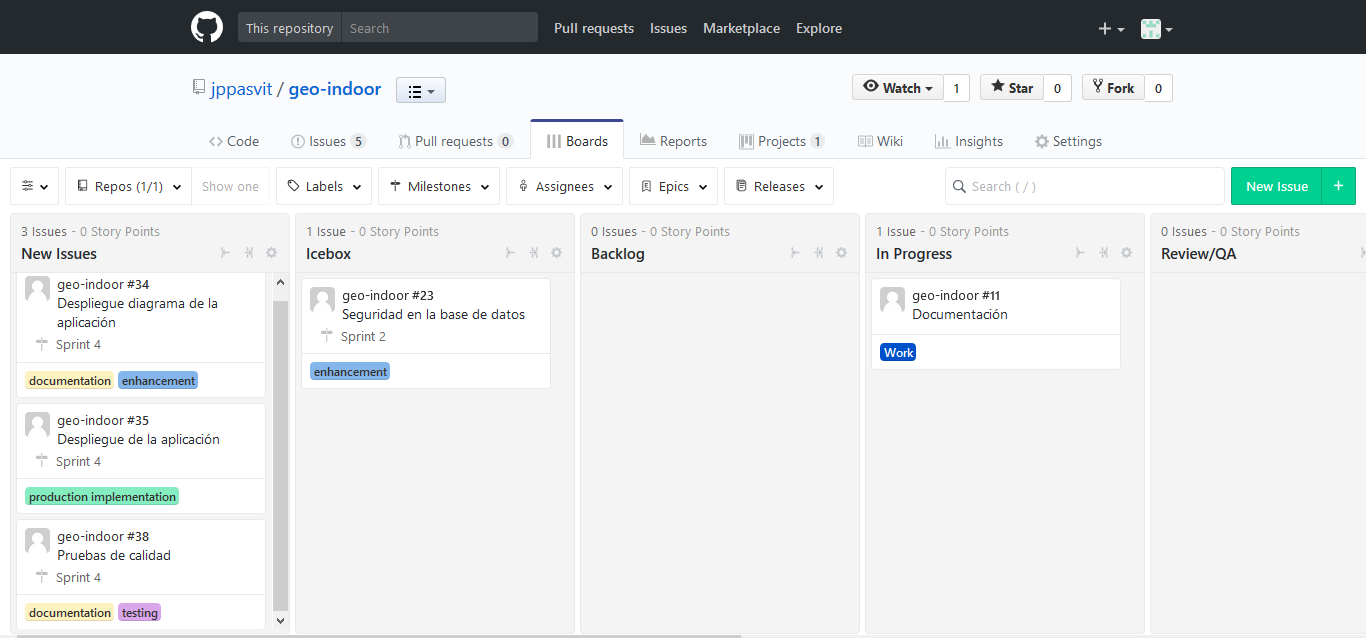 This repository Search Pull requests Issues Marketplace Explore
jppasvit / geo-indoor Watch 1 Star 0 Fork 0
Code Issues 5 Pull requests 0 Boards Reports Projects 1 Wiki Insights Settings
Repos (1/1) Show one Labels Milestones Assignees Epics Releases Search ( / ) New Issue +
3 Issues - 0 Story Points
New Issues
geo-indoor #34
Despliegue diagrama de la
aplicación
Sprint 4
documentation enhancement
geo-indoor #35
Despliegue de la aplicación
Sprint 4
production implementation
geo-indoor #38
Pruebas de calidad
Sprint 4
documentation testing
1 Issue - 0 Story Points
Icebox
geo-indoor #23
Seguridad en la base de datos
Sprint 2
enhancement
0 Issues - 0 Story Points
Backlog
1 Issue - 0 Story Points
In Progress
geo-indoor #11
Documentación
Work
0 Issues - 0 Story Points
Review/QA